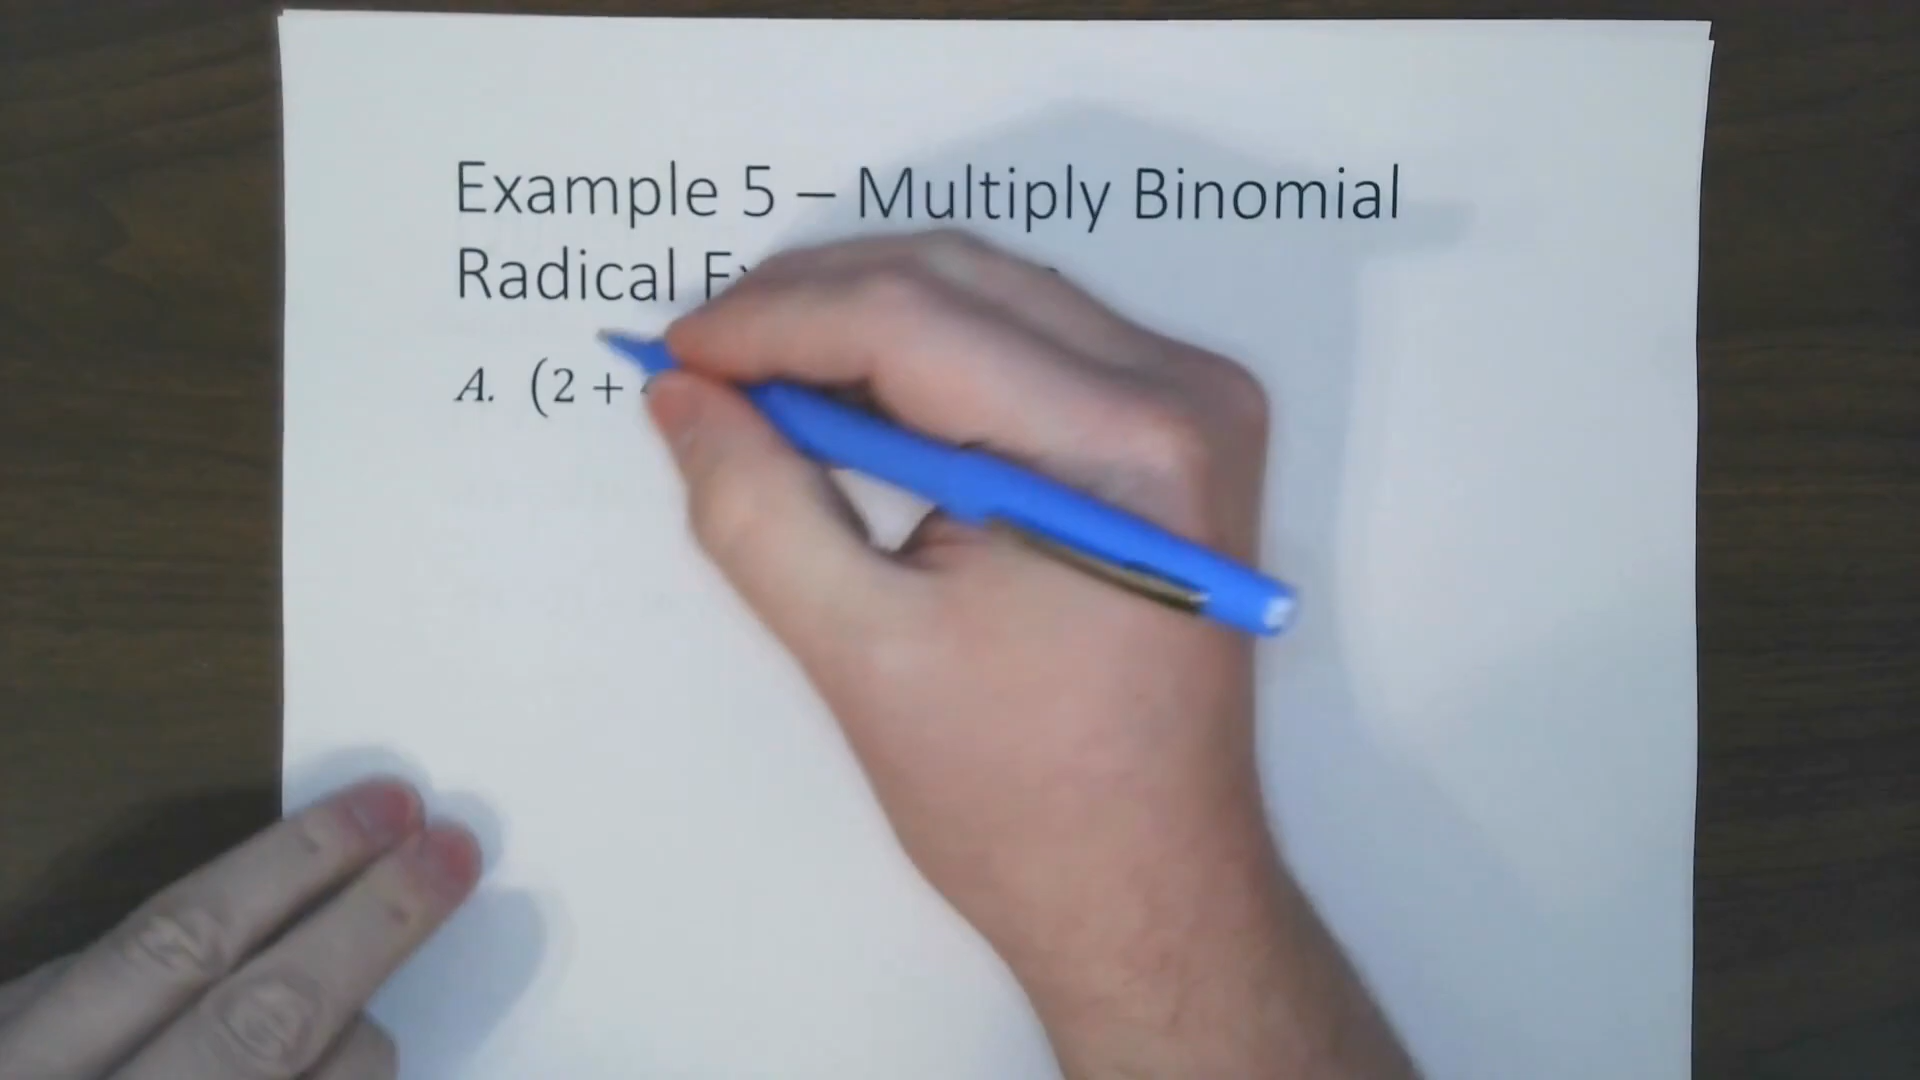 Example 5 – Multiply Binomial
Radical
A. (2 +